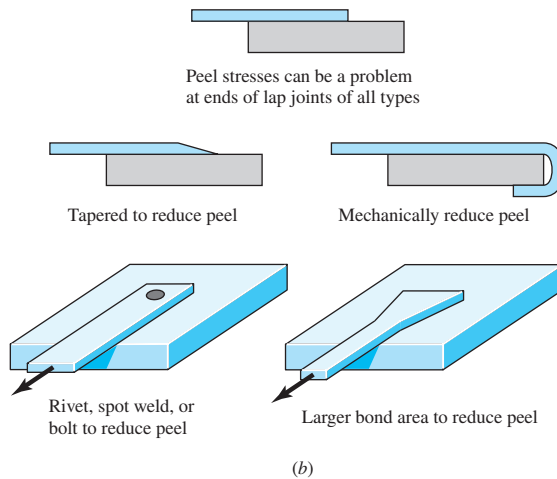 Peel stresses can be a problem
at ends of lap joints of all types
Tapered to reduce peel
Mechanically reduce peel
Rivet, spot weld, or
bolt to reduce peel
Larger bond area to reduce peel
(b)